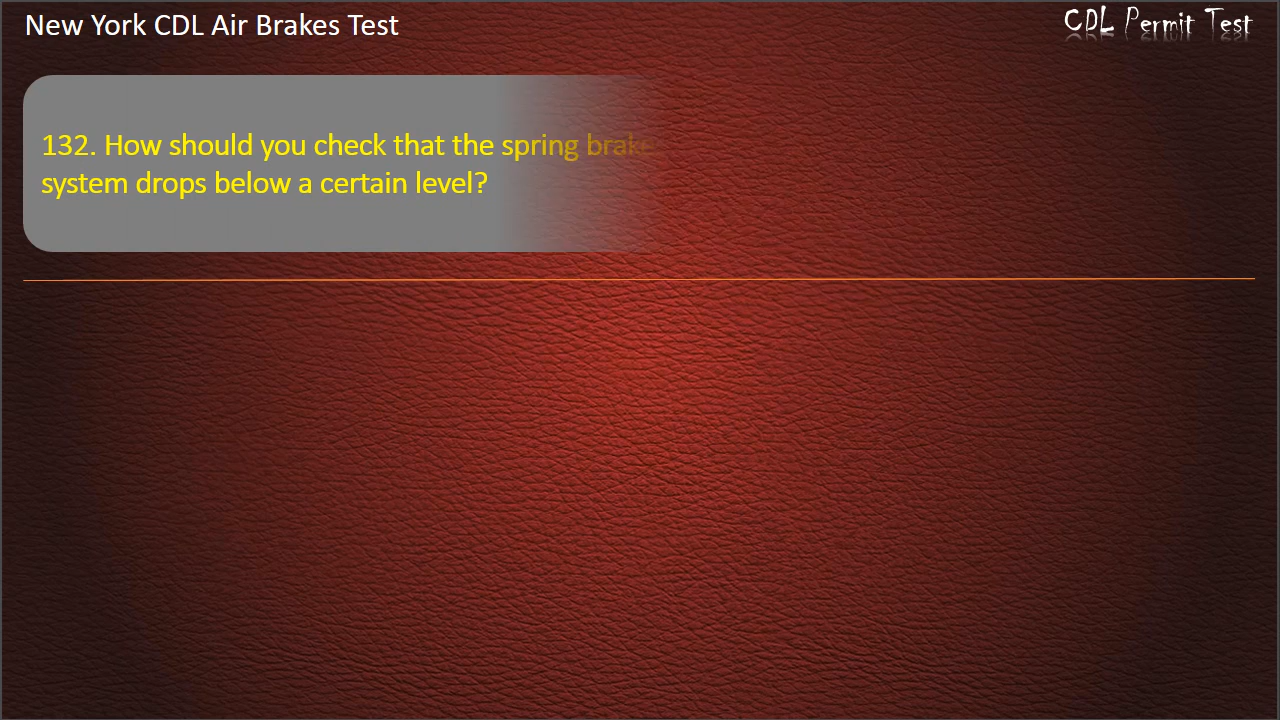 New York CDL Air Brakes Test
CDL Permit Test
132. How should you check that the spring brake
system drops below a certain level?